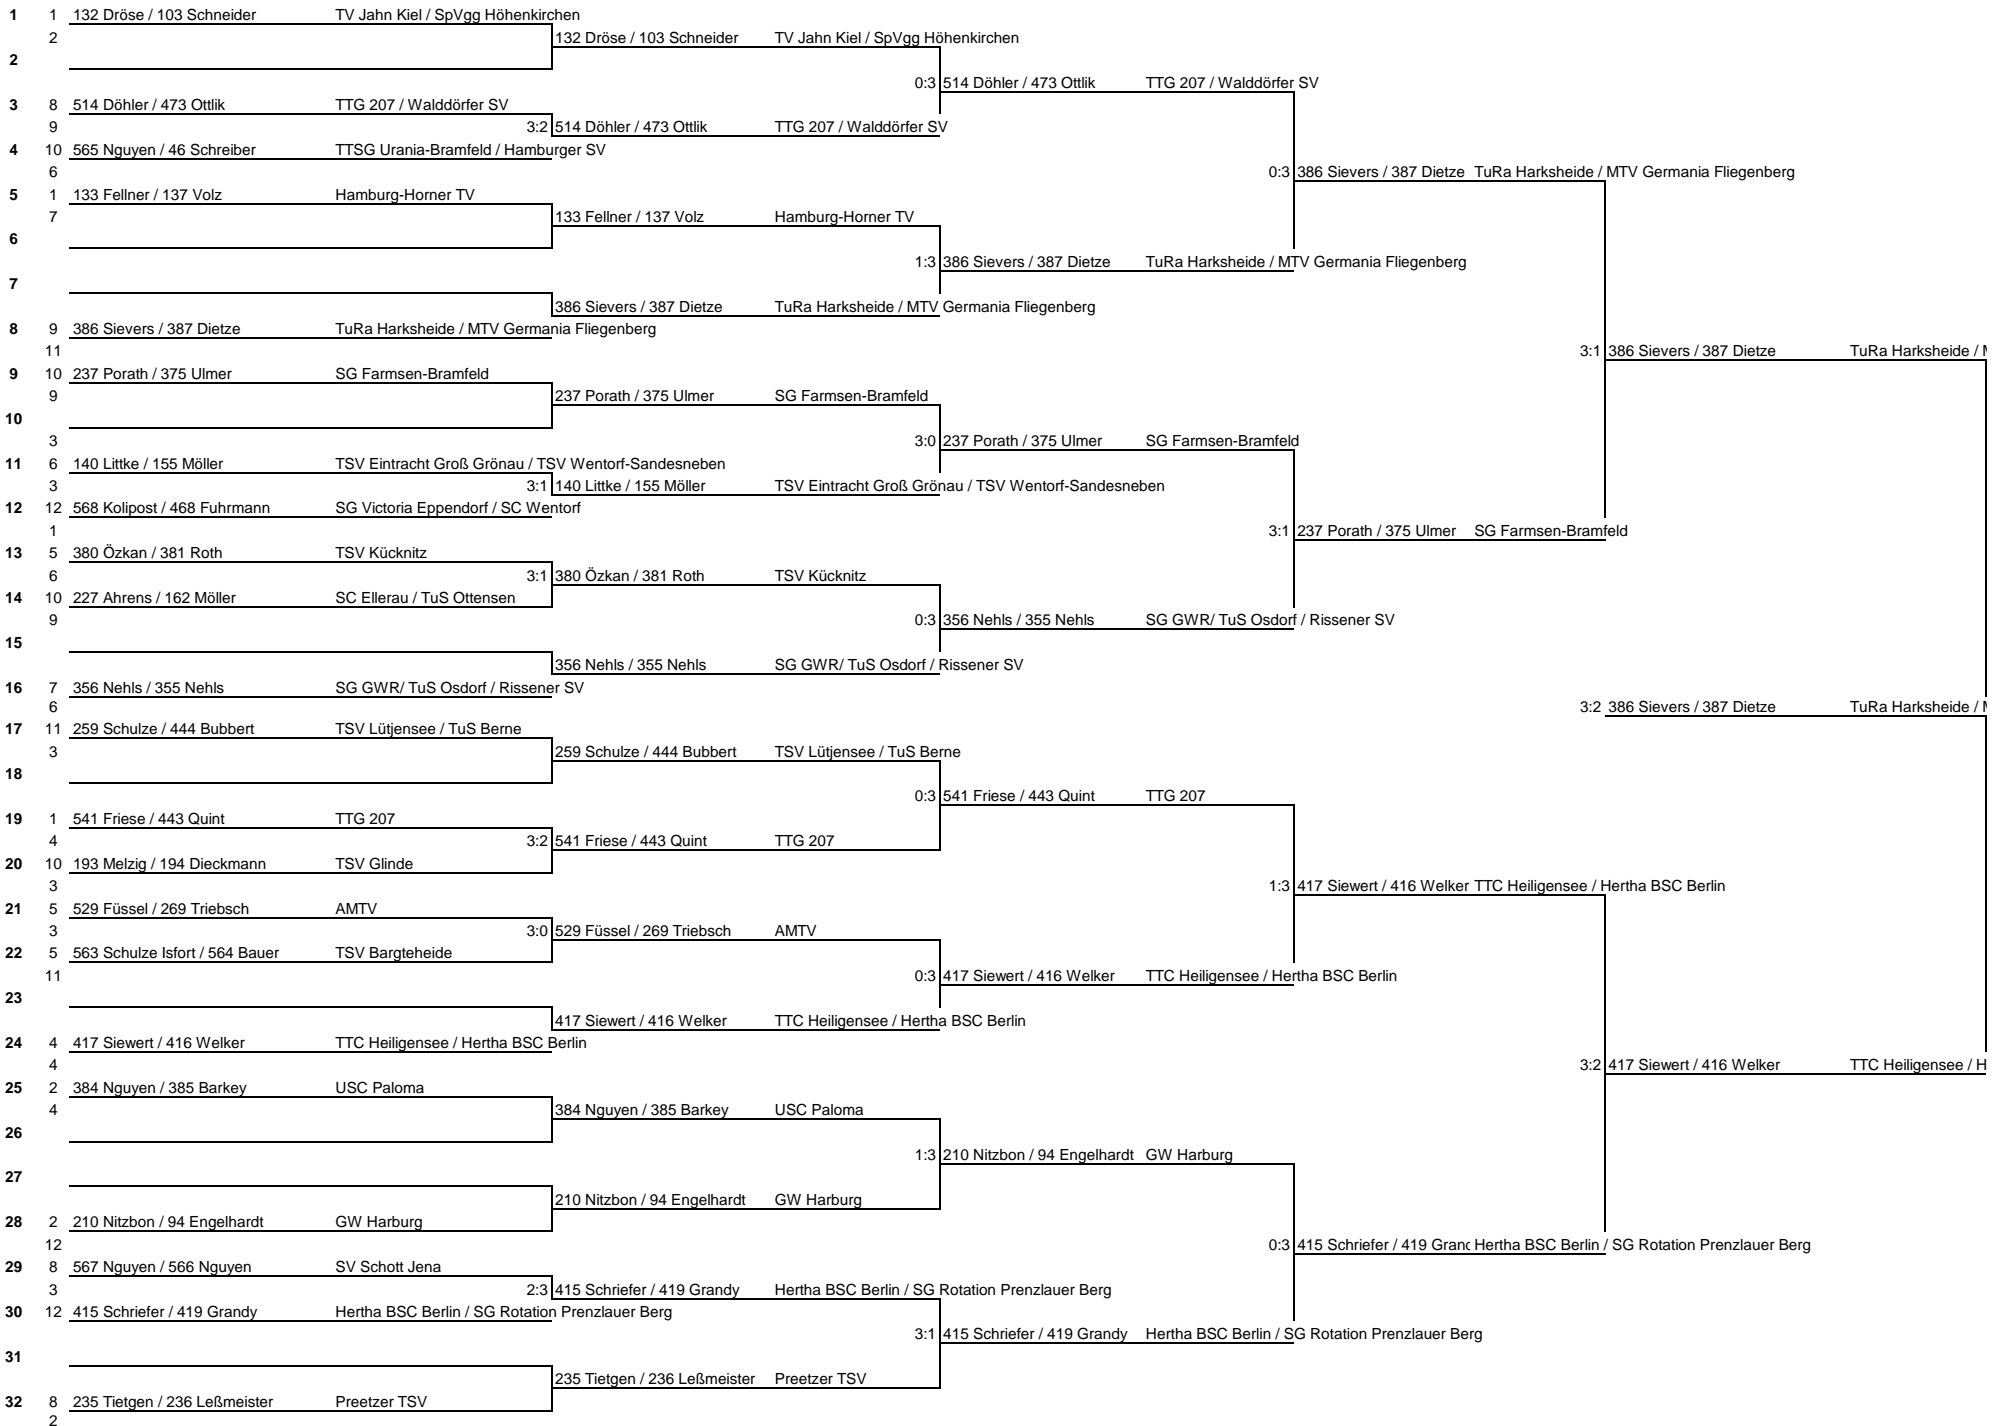 1 1 132 Dröse / 103 Schneider TV Jahn Kiel / SpVgg Höhenkirchen
2 132 Dröse / 103 Schneider TV Jahn Kiel / SpVgg Höhenkirchen
2
0:3 514 Döhler / 473 Ottlik TTG 207 / Walddörfer SV
3 8 514 Döhler / 473 Ottlik TTG 207 / Walddörfer SV
9 3:2 514 Döhler / 473 Ottlik TTG 207 / Walddörfer SV
4 10 565 Nguyen / 46 Schreiber TTSG Urania-Bramfeld / Hamburger SV
6 0:3 386 Sievers / 387 Dietze TuRa Harksheide / MTV Germania Fliegenberg
5 1 133 Fellner / 137 Volz Hamburg-Horner TV
7 133 Fellner / 137 Volz Hamburg-Horner TV
6
1:3 386 Sievers / 387 Dietze TuRa Harksheide / MTV Germania Fliegenberg
7
386 Sievers / 387 Dietze TuRa Harksheide / MTV Germania Fliegenberg
8 9 386 Sievers / 387 Dietze TuRa Harksheide / MTV Germania Fliegenberg
11 3:1 386 Sievers / 387 Dietze TuRa Harksheide /
9 10 237 Porath / 375 Ulmer SG Farmsen-Bramfeld
9 237 Porath / 375 Ulmer SG Farmsen-Bramfeld
10
3 3:0 237 Porath / 375 Ulmer SG Farmsen-Bramfeld
11 6 140 Littke / 155 Möller TSV Eintracht Groß Grönau / TSV Wentorf-Sandesneben
3 3:1 140 Littke / 155 Möller TSV Eintracht Groß Grönau / TSV Wentorf-Sandesneben
12 12 568 Kolipost / 468 Fuhrmann SG Victoria Eppendorf / SC Wentorf
1 3:1 237 Porath / 375 Ulmer SG Farmsen-Bramfeld
13 5 380 Özkan / 381 Roth TSV Kücknitz
6 3:1 380 Özkan / 381 Roth TSV Kücknitz
14 10 227 Ahrens / 162 Möller SC Ellerau / TuS Ottensen
9 0:3 356 Nehls / 355 Nehls SG GWR/ TuS Osdorf / Rissener SV
15
356 Nehls / 355 Nehls SG GWR/ TuS Osdorf / Rissener SV
16 7 356 Nehls / 355 Nehls SG GWR/ TuS Osdorf / Rissener SV
6 3:2 386 Sievers / 387 Dietze TuRa Harksheide /
17 11 259 Schulze / 444 Bubbert TSV Lütjensee / TuS Berne
3 259 Schulze / 444 Bubbert TSV Lütjensee / TuS Berne
18
0:3 541 Friese / 443 Quint TTG 207
19 1 541 Friese / 443 Quint TTG 207
4 3:2 541 Friese / 443 Quint TTG 207
20 10 193 Melzig / 194 Dieckmann TSV Glinde
3 1:3 417 Siewert / 416 Welker TTC Heiligensee / Hertha BSC Berlin
21 5 529 Füssel / 269 Triebsch AMTV
3 3:0 529 Füssel / 269 Triebsch AMTV
22 5 563 Schulze Isfort / 564 Bauer TSV Bargteheide
11 0:3 417 Siewert / 416 Welker TTC Heiligensee / Hertha BSC Berlin
23
417 Siewert / 416 Welker TTC Heiligensee / Hertha BSC Berlin
24 4 417 Siewert / 416 Welker TTC Heiligensee / Hertha BSC Berlin
4 3:2 417 Siewert / 416 Welker TTC Heiligensee / H
25 2 384 Nguyen / 385 Barkey USC Paloma
4 384 Nguyen / 385 Barkey USC Paloma
26
1:3 210 Nitzbon / 94 Engelhardt GW Harburg
27
210 Nitzbon / 94 Engelhardt GW Harburg
28 2 210 Nitzbon / 94 Engelhardt GW Harburg
12 0:3 415 Schriefer / 419 Granc Hertha BSC Berlin / SG Rotation Prenzlauer Berg
29 8 567 Nguyen / 566 Nguyen SV Schott Jena
3 2:3 415 Schriefer / 419 Grandy Hertha BSC Berlin / SG Rotation Prenzlauer Berg
30 12 415 Schriefer / 419 Grandy Hertha BSC Berlin / SG Rotation Prenzlauer Berg
3:1 415 Schriefer / 419 Grandy Hertha BSC Berlin / SG Rotation Prenzlauer Berg
31
235 Tietgen / 236 Leßmeister Preetzer TSV
32 8 235 Tietgen / 236 Leßmeister Preetzer TSV
2